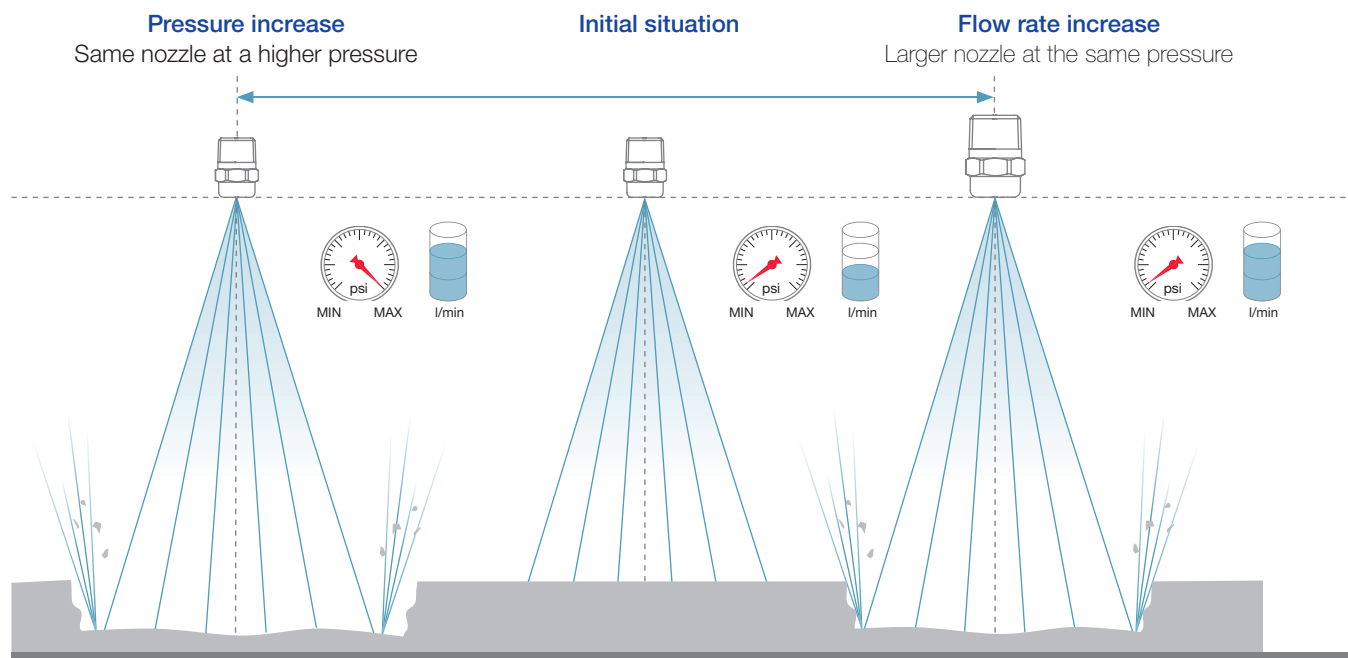 Pressure increase
Same nozzle at a higher pressure
Initial situation
Flow rate increase
Larger nozzle at the same pressure
psi
MIN MAX l/min
psi
MIN MAX l/min
psi
MIN MAX l/min